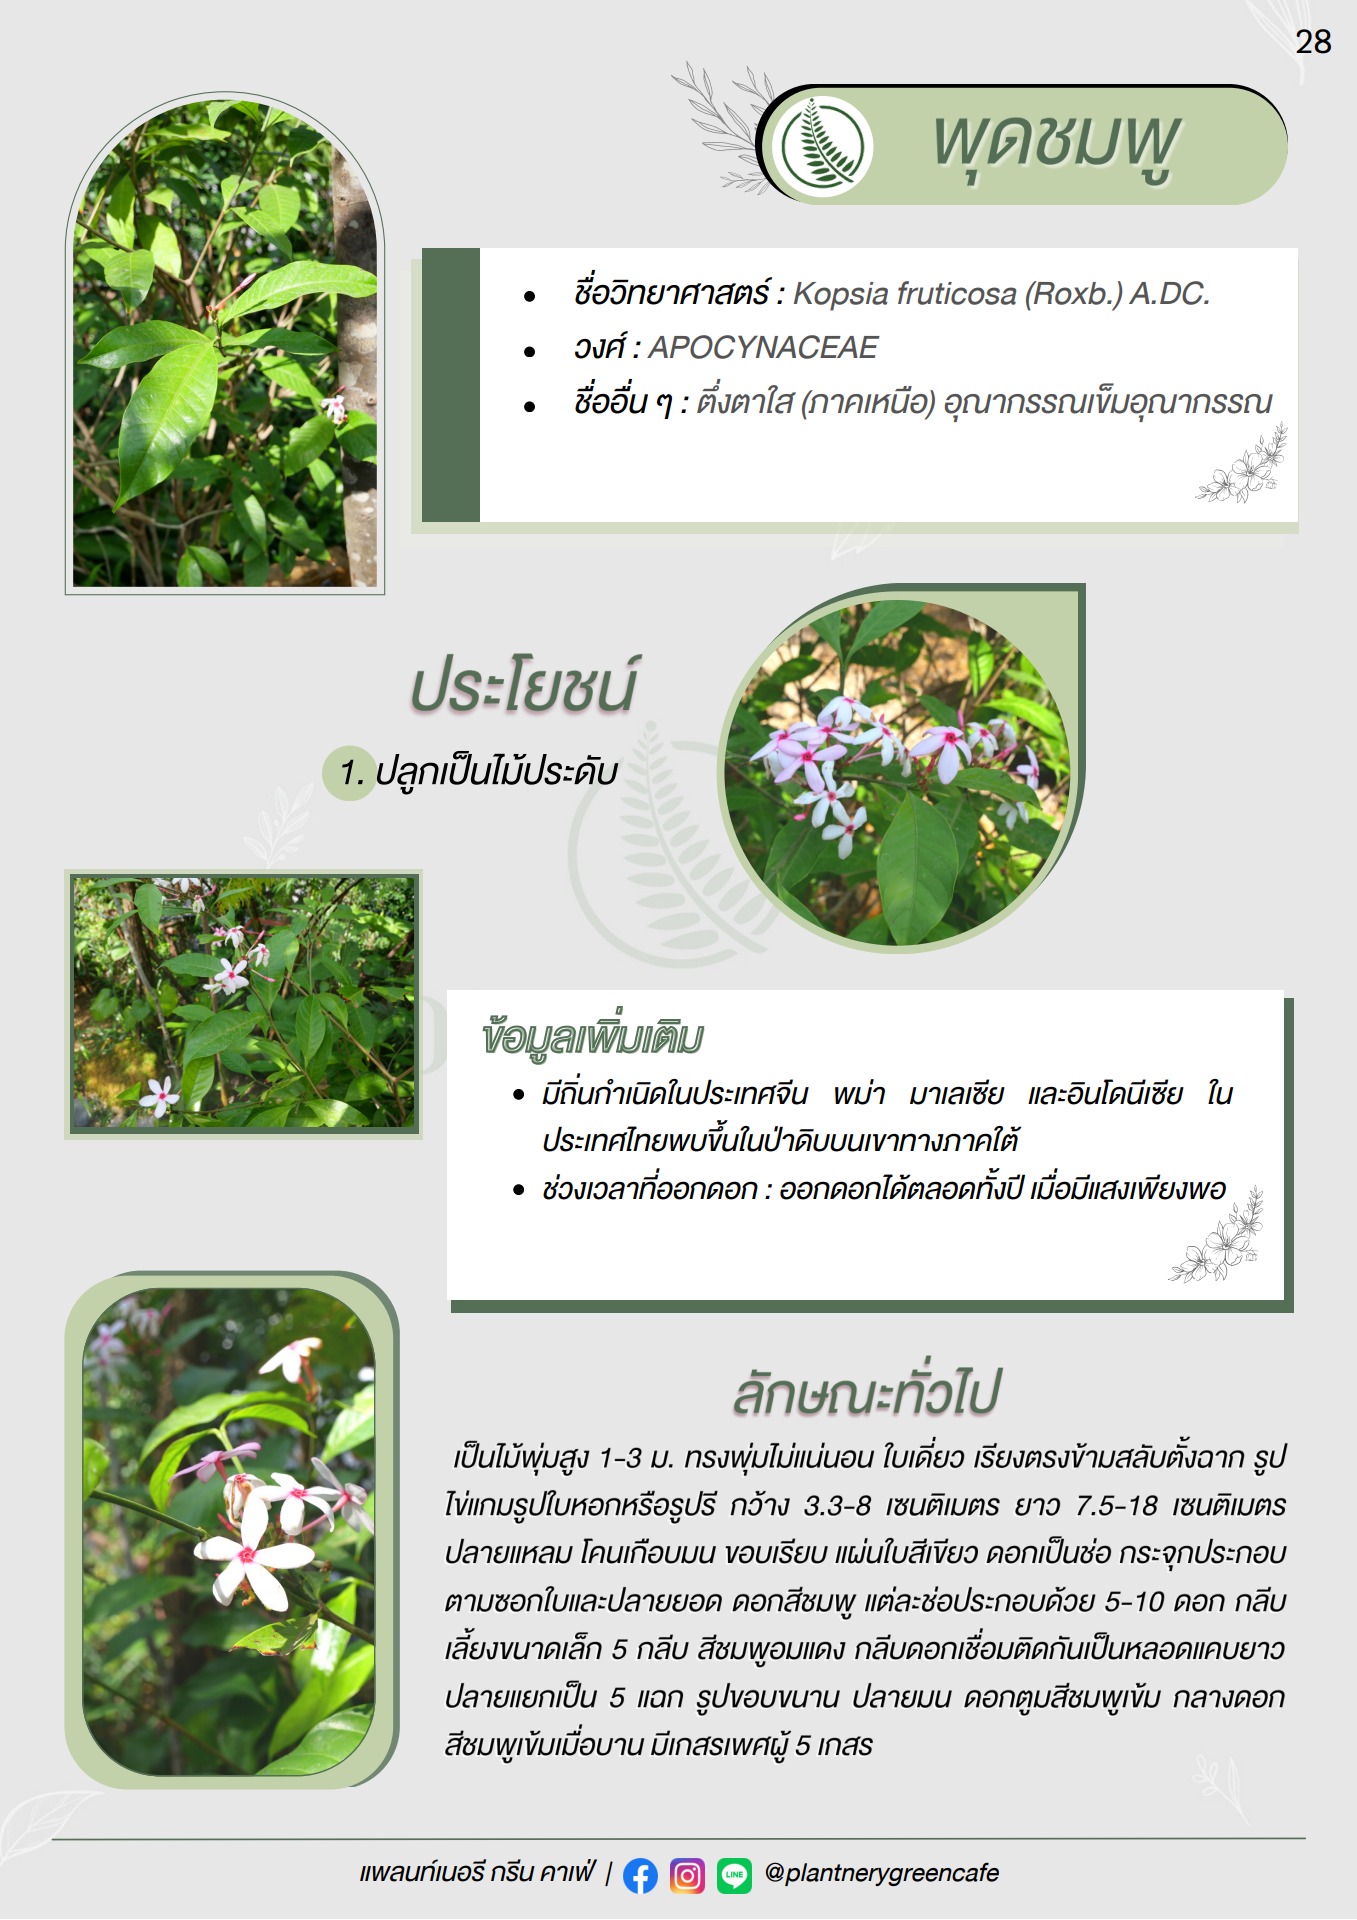 28
พุดชมพู
ชื่อวิทยาศาสตร์ : Kopsia fruticosa (Roxb.) A.DC.
วงศ์ : APOCYNACEAE
ชื่ออื่น ๆ : ตึ่งตาใส (ภาคเหนือ) อุณากรรณเข็มอุณากรรณ
ประโยชน์
1. ปลูกเป็นไม้ประดับ
ข้อมูลเพิ่มเติม
มีถิ่นกำเนิดในประเทศจีน พม่า มาเลเซีย และอินโดนีเซีย ใน
ประเทศไทยพบขึ้นในป่าดิบบนเขาทางภาคใต้
ช่วงเวลาที่ออกดอก : ออกดอกได้ตลอดทั้งปี เมื่อมีแสงเพียงพอ
ลักษณะทั่วไป
เป็นไม้พุ่มสูง 1-3 ม. ทรงพุ่มไม่แน่นอน ใบเดี่ยว เรียงตรงข้ามสลับตั้งฉาก รูป
ไข่แกมรูปใบหอกหรือรูปรี กว้าง 3.3-8 เซนติเมตร ยาว 7.5-18 เซนติเมตร
ปลายแหลม โคนเกือบมน ขอบเรียบ แผ่นใบสีเขียว ดอกเป็นช่อ กระจุกประกอบ
ตามซอกใบและปลายยอด ดอกสีชมพู แต่ละช่อประกอบด้วย 5-10 ดอก กลีบ
เลี้ยงขนาดเล็ก 5 กลีบ สีชมพูอมแดง กลีบดอกเชื่อมติดกันเป็นหลอดแคบยาว
ปลายแยกเป็น 5 แฉก รูปขอบขนาน ปลายมน ดอกตูมสีชมพูเข้ม กลางดอก
สีชมพูเข้มเมื่อบาน มีเกสรเพศผู้ 5 เกสร
แพลนท์เนอรี กรีน คาเฟ่ | LINE @plantnerygreencafe